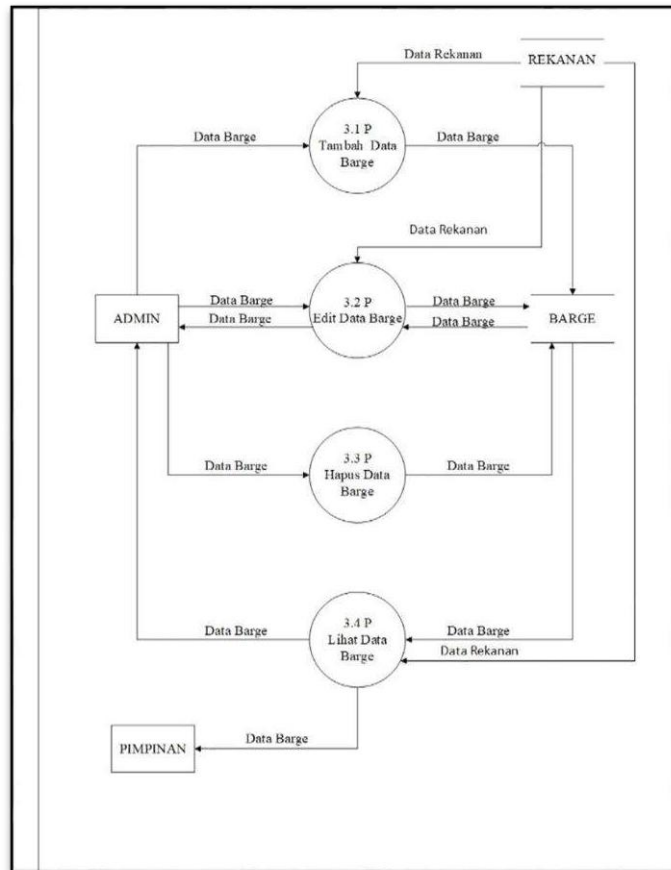 Data Rekanan
REKANAN
3.1 P
Tambah Data
Barge
Data Barge
Data Barge
Data Rekanan
3.2 P
Edit Data Barge
ADMIN
Data Barge
Data Barge
Data Barge
Data Barge
BARGE
3.3 P
Hapus Data
Barge
Data Barge
Data Barge
3.4 P
Lihat Data
Barge
Data Barge
Data Barge
Data Rekanan
PIMPINAN
Data Barge